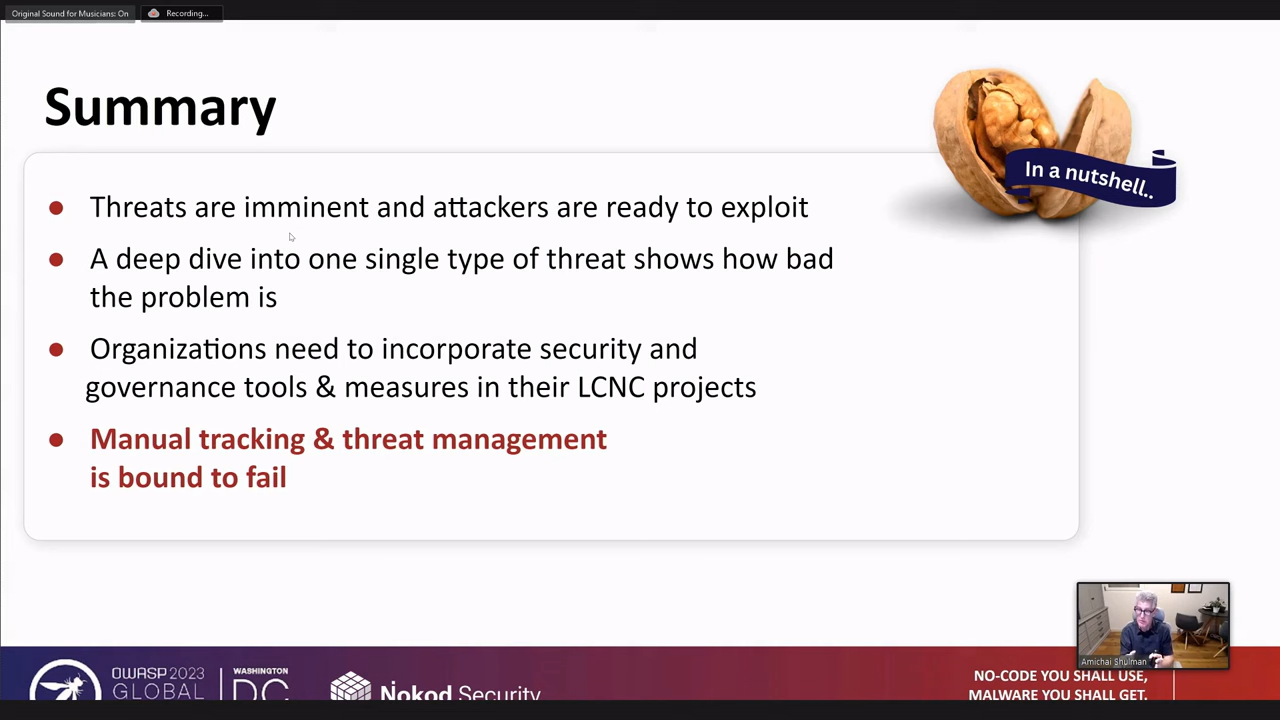 Original Sound for Musicians: On
Recording...
Summary
In a nutshell..
● Threats are imminent and attackers are ready to exploit
● A deep dive into one single type of threat shows how bad
the problem is
● Organizations need to incorporate security and
governance tools & measures in their LCNC projects
● Manual tracking & threat management
is bound to fail
Amichai Shulman
OWASP 2023
GLOBAL
WASHINGTON
DC
Nokod Security
NO-CODE YOU SHALL USE,
MALWARE YOU SHALL GET.